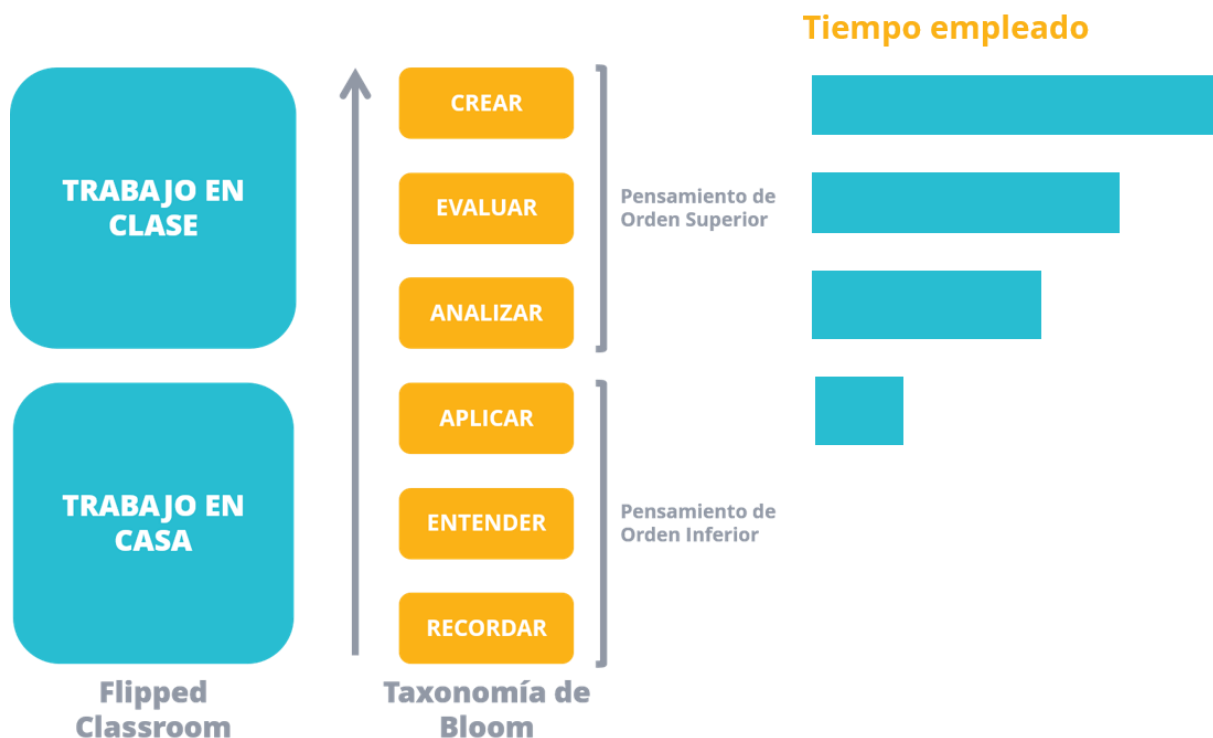 Tiempo empleado
TRABAJO EN
CLASE
TRABAJO EN
CASA
Flipped
Classroom
CREAR
EVALUAR
ANALIZAR
APLICAR
ENTENDER
RECORDAR
Taxonomía de
Bloom
Pensamiento de
Orden Superior
Pensamiento de
Orden Inferior